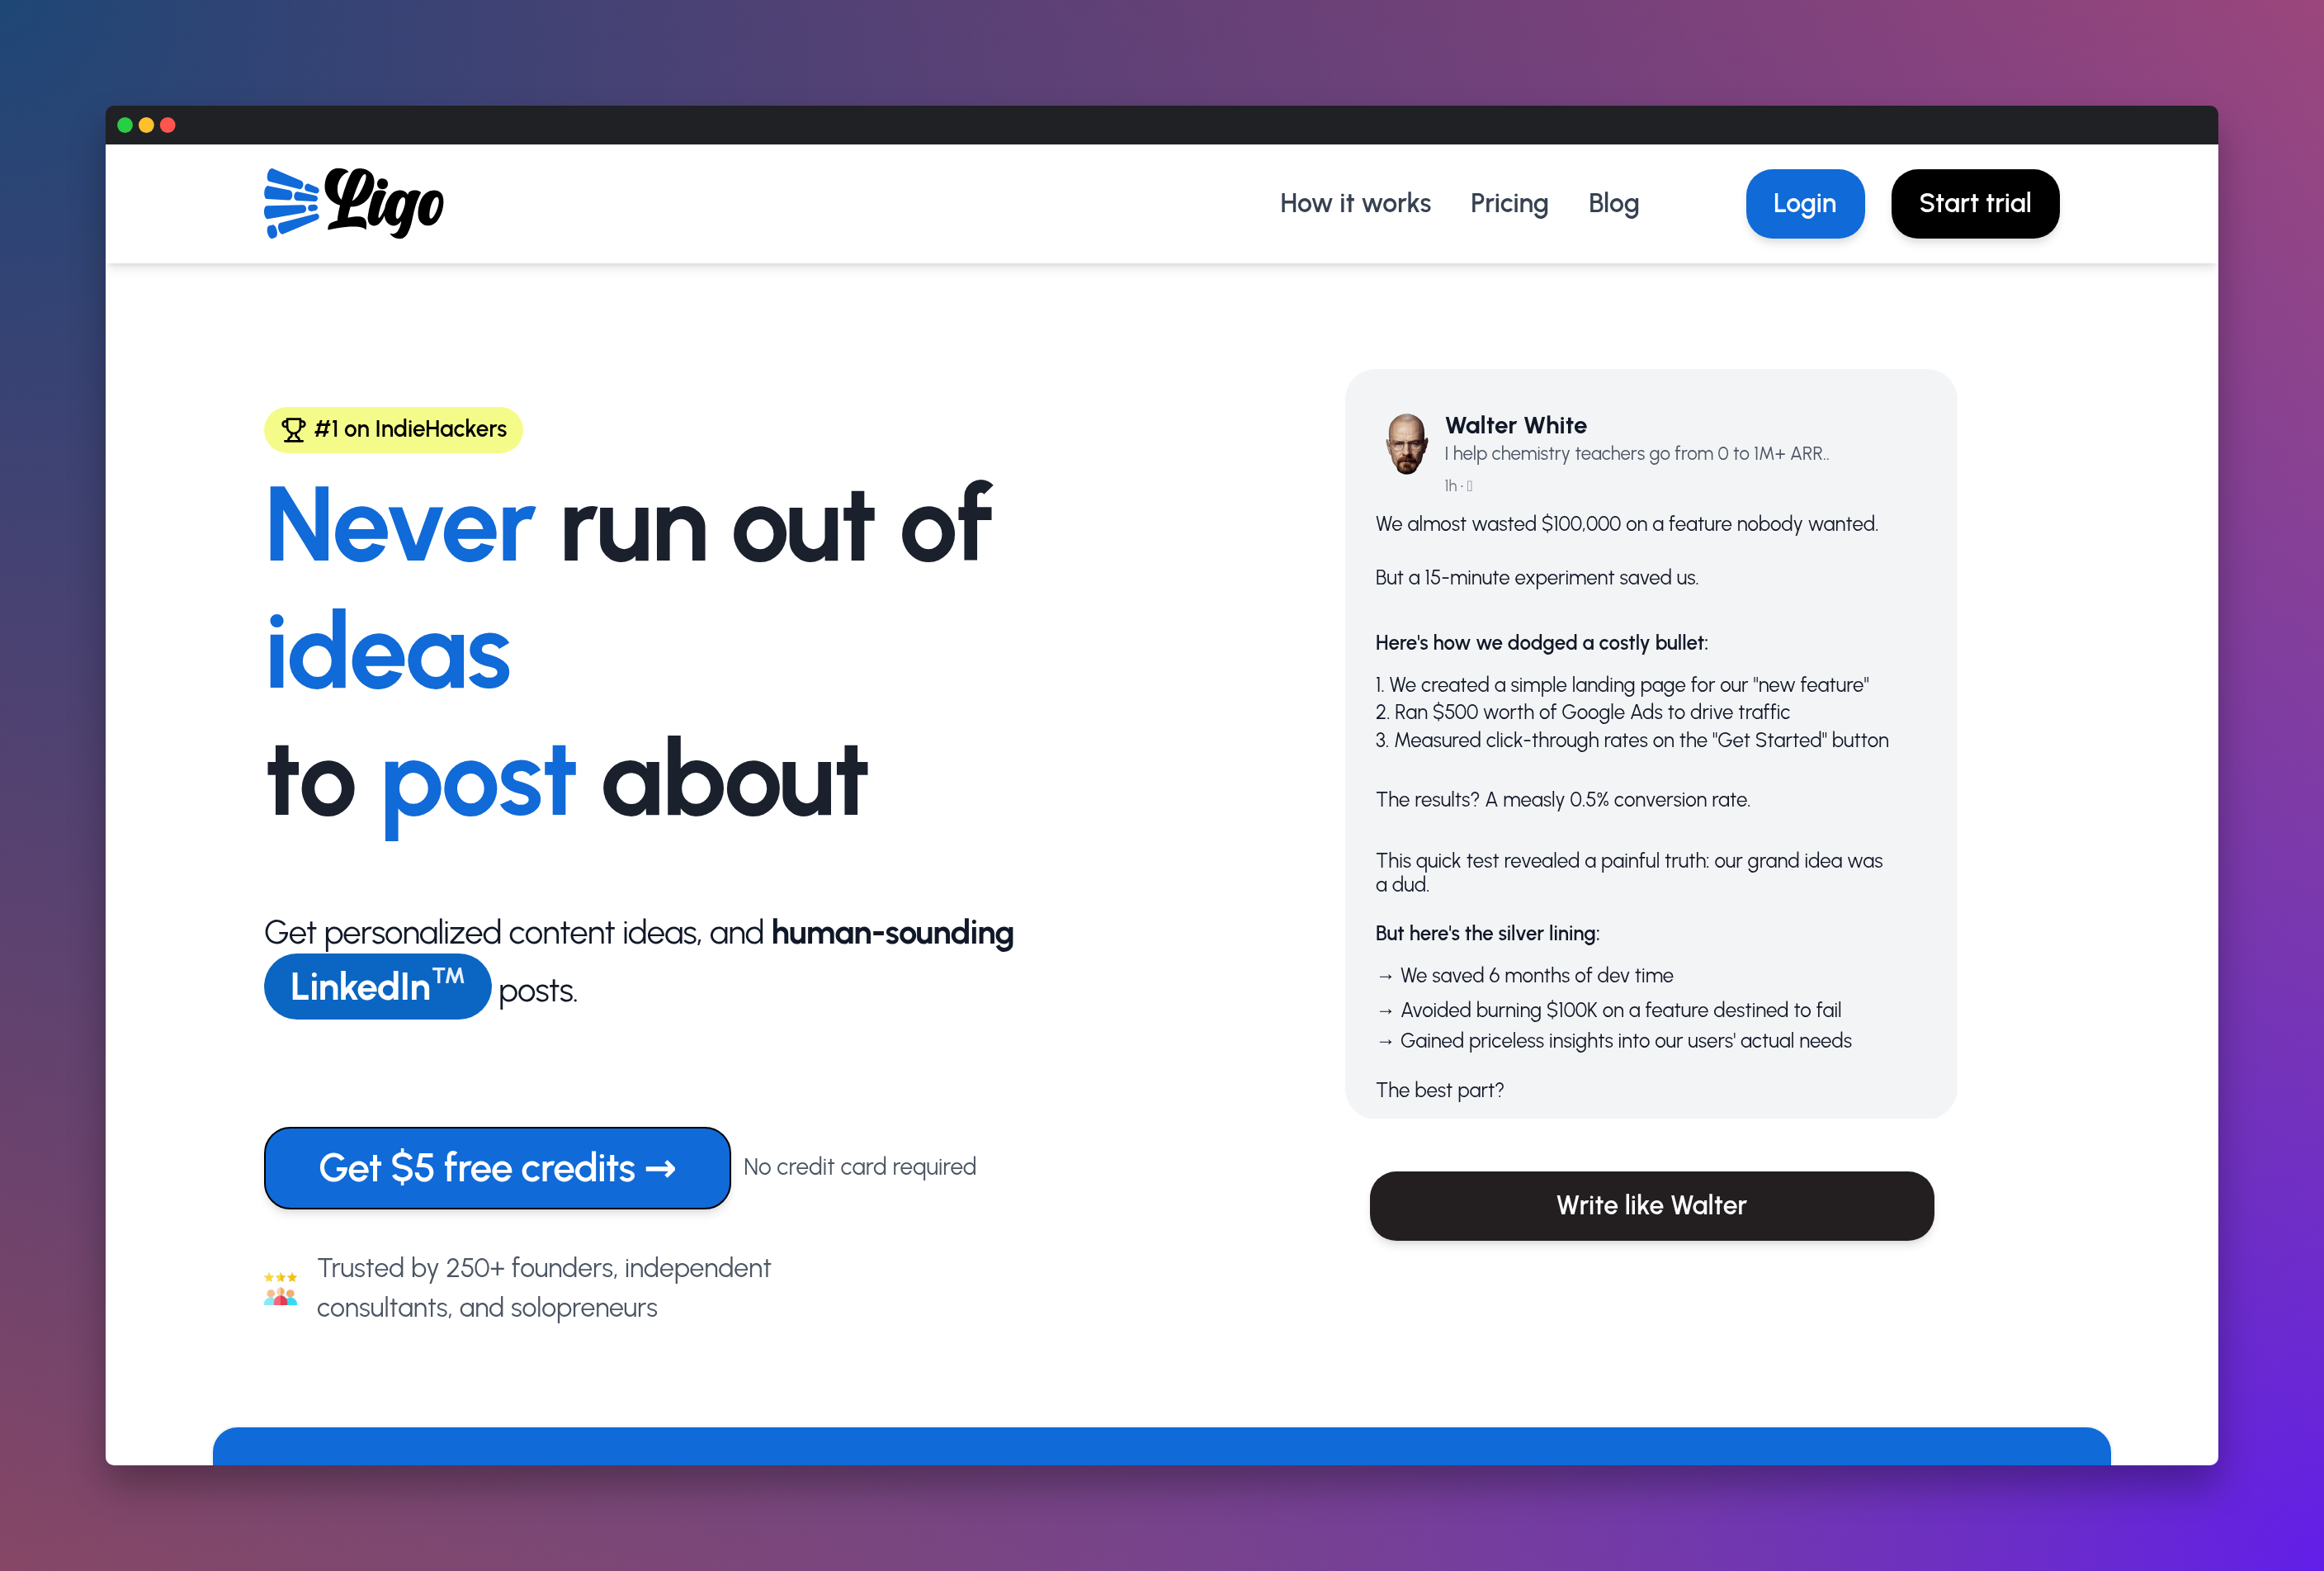 Ligo
How it works
Pricing
Blog
Login
Start trial
#1 on IndieHackers
Never run out of
ideas
to post about
Get personalized content ideas, and human-sounding
LinkedIn™ posts.
Get $5 free credits →
No credit card required
Trusted by 250+ founders, independent
consultants, and solopreneurs
Walter White
I help chemistry teachers go from 0 to 1M+ ARR..
1h ·
We almost wasted $100,000 on a feature nobody wanted.
But a 15-minute experiment saved us.
Here's how we dodged a costly bullet:
1. We created a simple landing page for our "new feature"
2. Ran $500 worth of Google Ads to drive traffic
3. Measured click-through rates on the "Get Started" button
The results? A measly 0.5% conversion rate.
This quick test revealed a painful truth: our grand idea was
a dud.
But here's the silver lining:
→ We saved 6 months of dev time
→ Avoided burning $100K on a feature destined to fail
→ Gained priceless insights into our users' actual needs
The best part?
Write like Walter